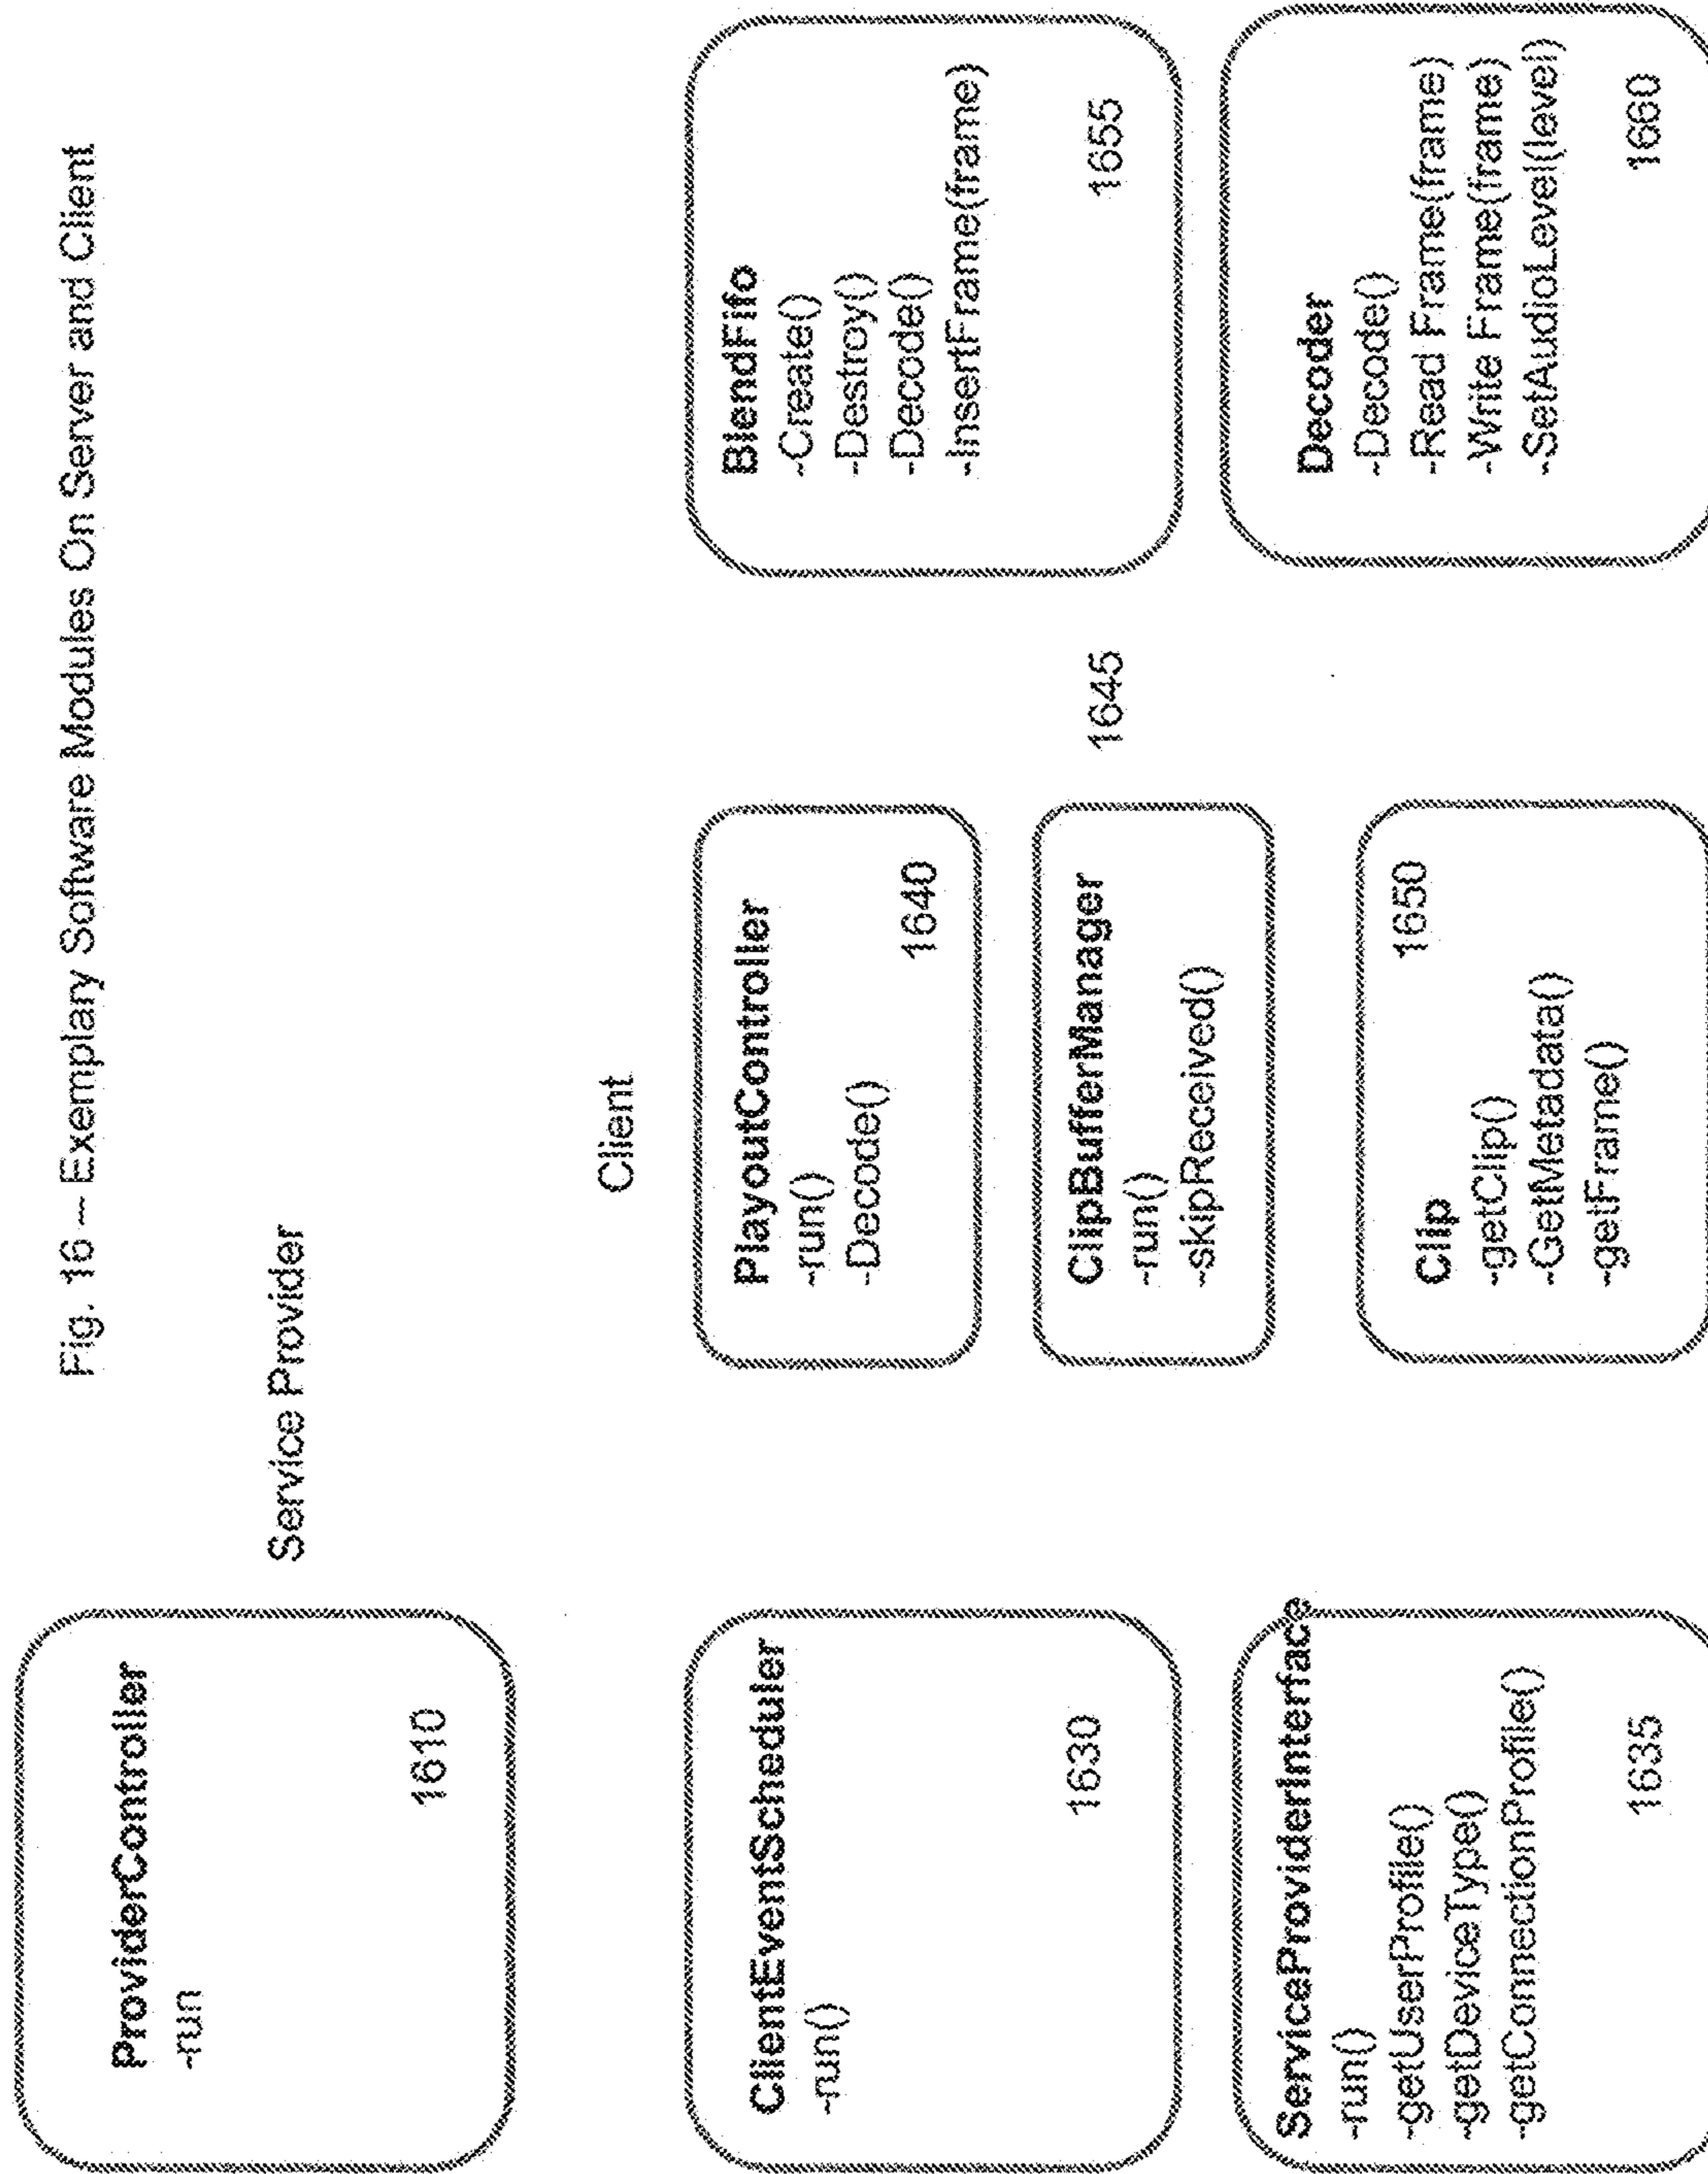 Fig. 16 – Exemplary Software Modules On Server and Client
ProviderController
-run
1610
Service Provider
Client
ClientEventScheduler
-run()
1630
ServiceProviderInterface
-run()
-getUserProfile()
-getDeviceType()
-getConnectionProfile()
1635
PlayoutController
-run()
-Decode()
1640
ClipBufferManager
-run()
-skipReceived()
1645
1650
Clip
-getClip()
-GetMetadata()
-getFrame()
BlendFifo
-Create()
-Destroy()
-Decode()
-InsertFrame(frame)
1655
Decoder
-Decode()
-Read Frame(frame)
-Write Frame(frame)
-SetAudioLevel(level)
1660